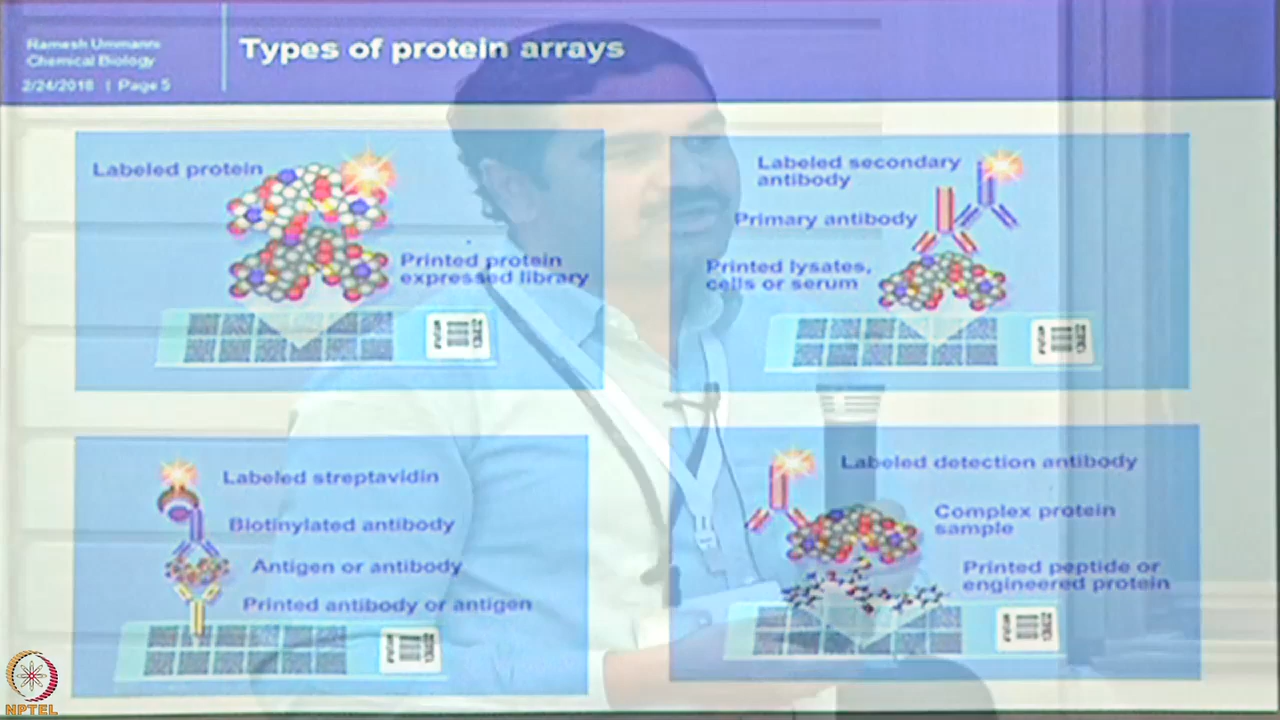 Ramesh Ummanni
Chemical Biology
2/24/2018 | Page 5
Types of protein arrays
Labeled protein
Printed protein
expressed library
Labeled secondary
antibody
Primary antibody
Printed lysates,
cells or serum
Labeled streptavidin
Biotinylated antibody
Antigen or antibody
Printed antibody or antigen
Labeled detection antibody
Complex protein
sample
Printed peptide or
engineered protein
NPTEL